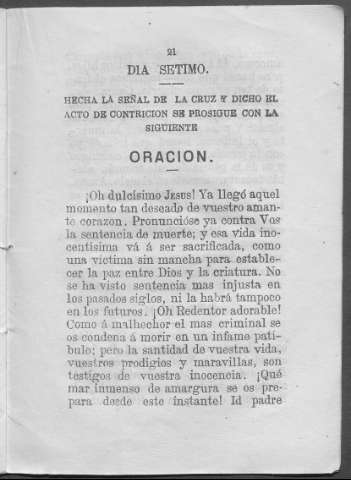 21
DIA SETIMO.
HECHA LA SEÑAL DE LA CRUZ Y DICHO EL
ACTO DE CONTRICION SE PROSIGUE CON LA
SIGUIENTE
ORACION.
¡Oh dulcísimo JESUS! Ya llegó aquel
momento tan deseado de vuestro aman-
te corazon. Pronuncióse ya contra Vos
la sentencia de muerte; y esa vida ino-
centísima vá á ser sacrificada, como
una víctima sin mancha para estable-
cer la paz entre Dios y la criatura. No
se ha visto sentencia mas injusta en
los pasados siglos, ni la habrá tampoco
en los futuros. ¡Oh Redentor adorable!
Como á malhechor el mas criminal se
os condena á morir en un infame patí-
bulo; pero la santidad de vuestra vida,
vuestros prodigios y maravillas, son
testigos de vuestra inocencia. ¡Qué
mar inmenso de amargura se os pre-
para desde este instante! Id padre